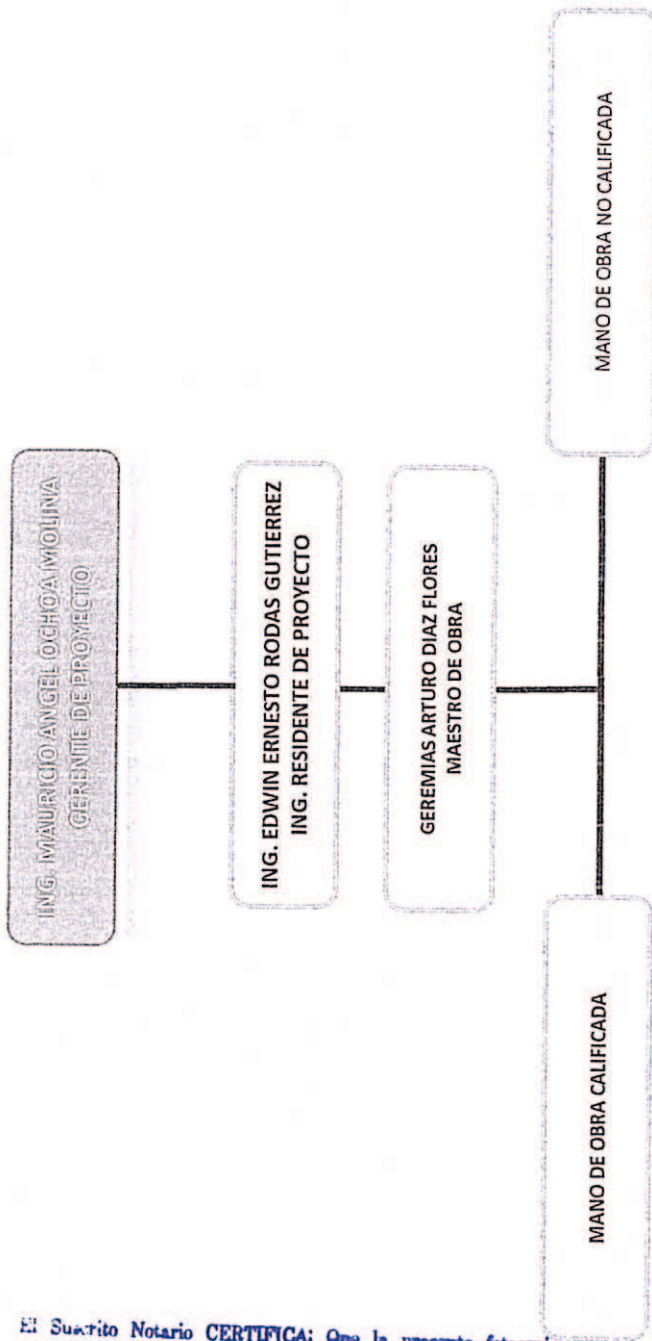 ING. MAURICIO ANGEL OCHOA MOLINA
GERENTE DE PROYECTO
ING. EDWIN ERNESTO RODAS GUTIERREZ
ING. RESIDENTE DE PROYECTO
GEREMIAS ARTURO DIAZ FLORES
MAESTRO DE OBRA
MANO DE OBRA CALIFICADA
MANO DE OBRA NO CALIFICADA
El Suscrito Notario CERTIFICA: Que la presente